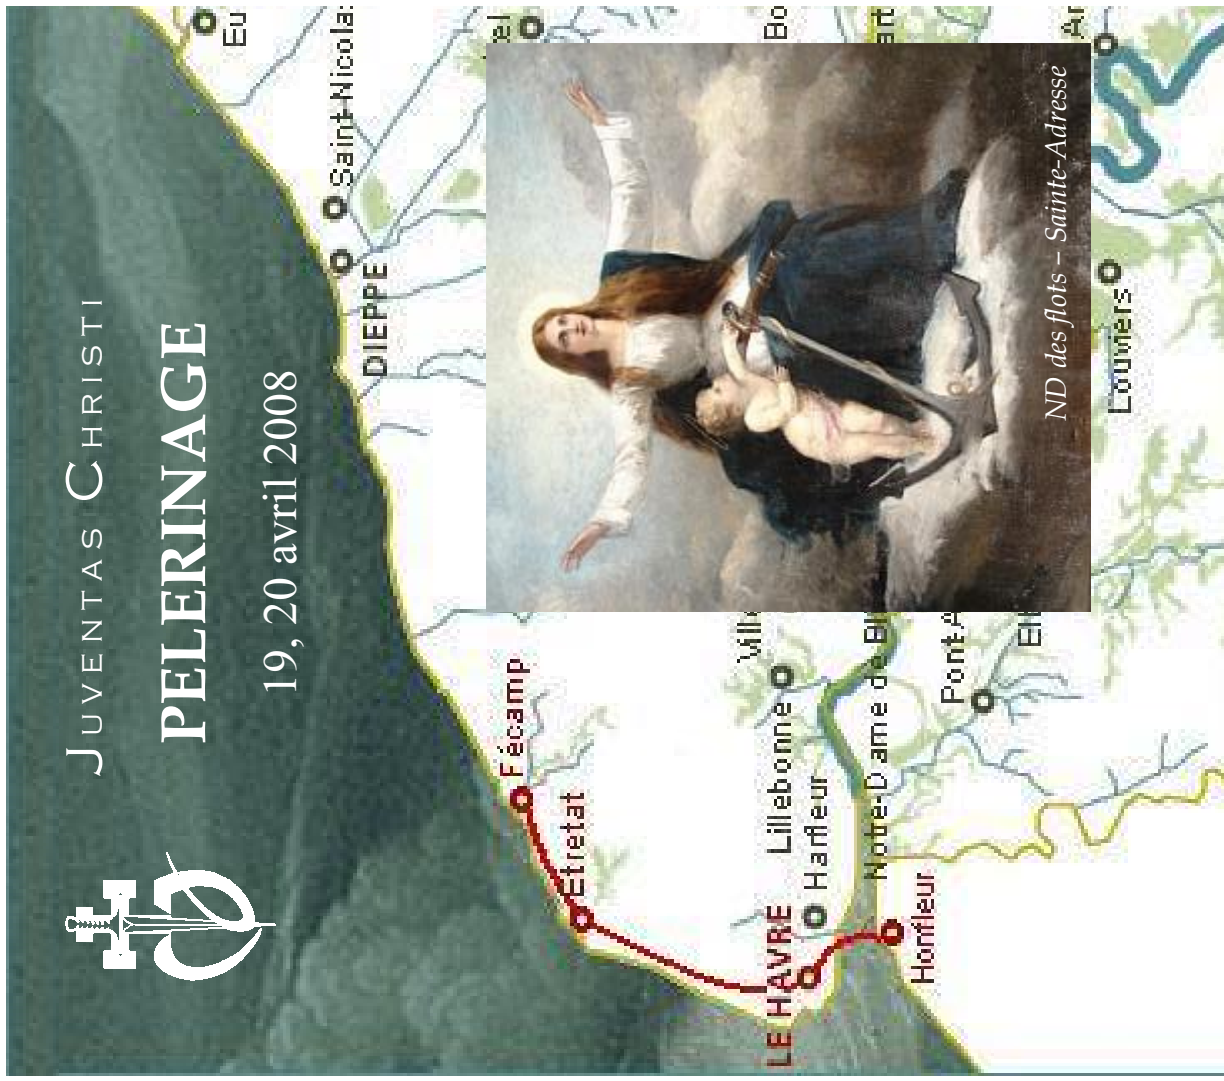 JUVENTAS CHRISTI
PELERINAGE
19, 20 avril 2008
Eu
Saint-Nicola
DIEPPE
Fécamp
Etretat
LE HAVRE
Lillebonne
Harfleur
Notre-Dame de
Honfleur
Louviers
ND des flots – Sainte-Adresse